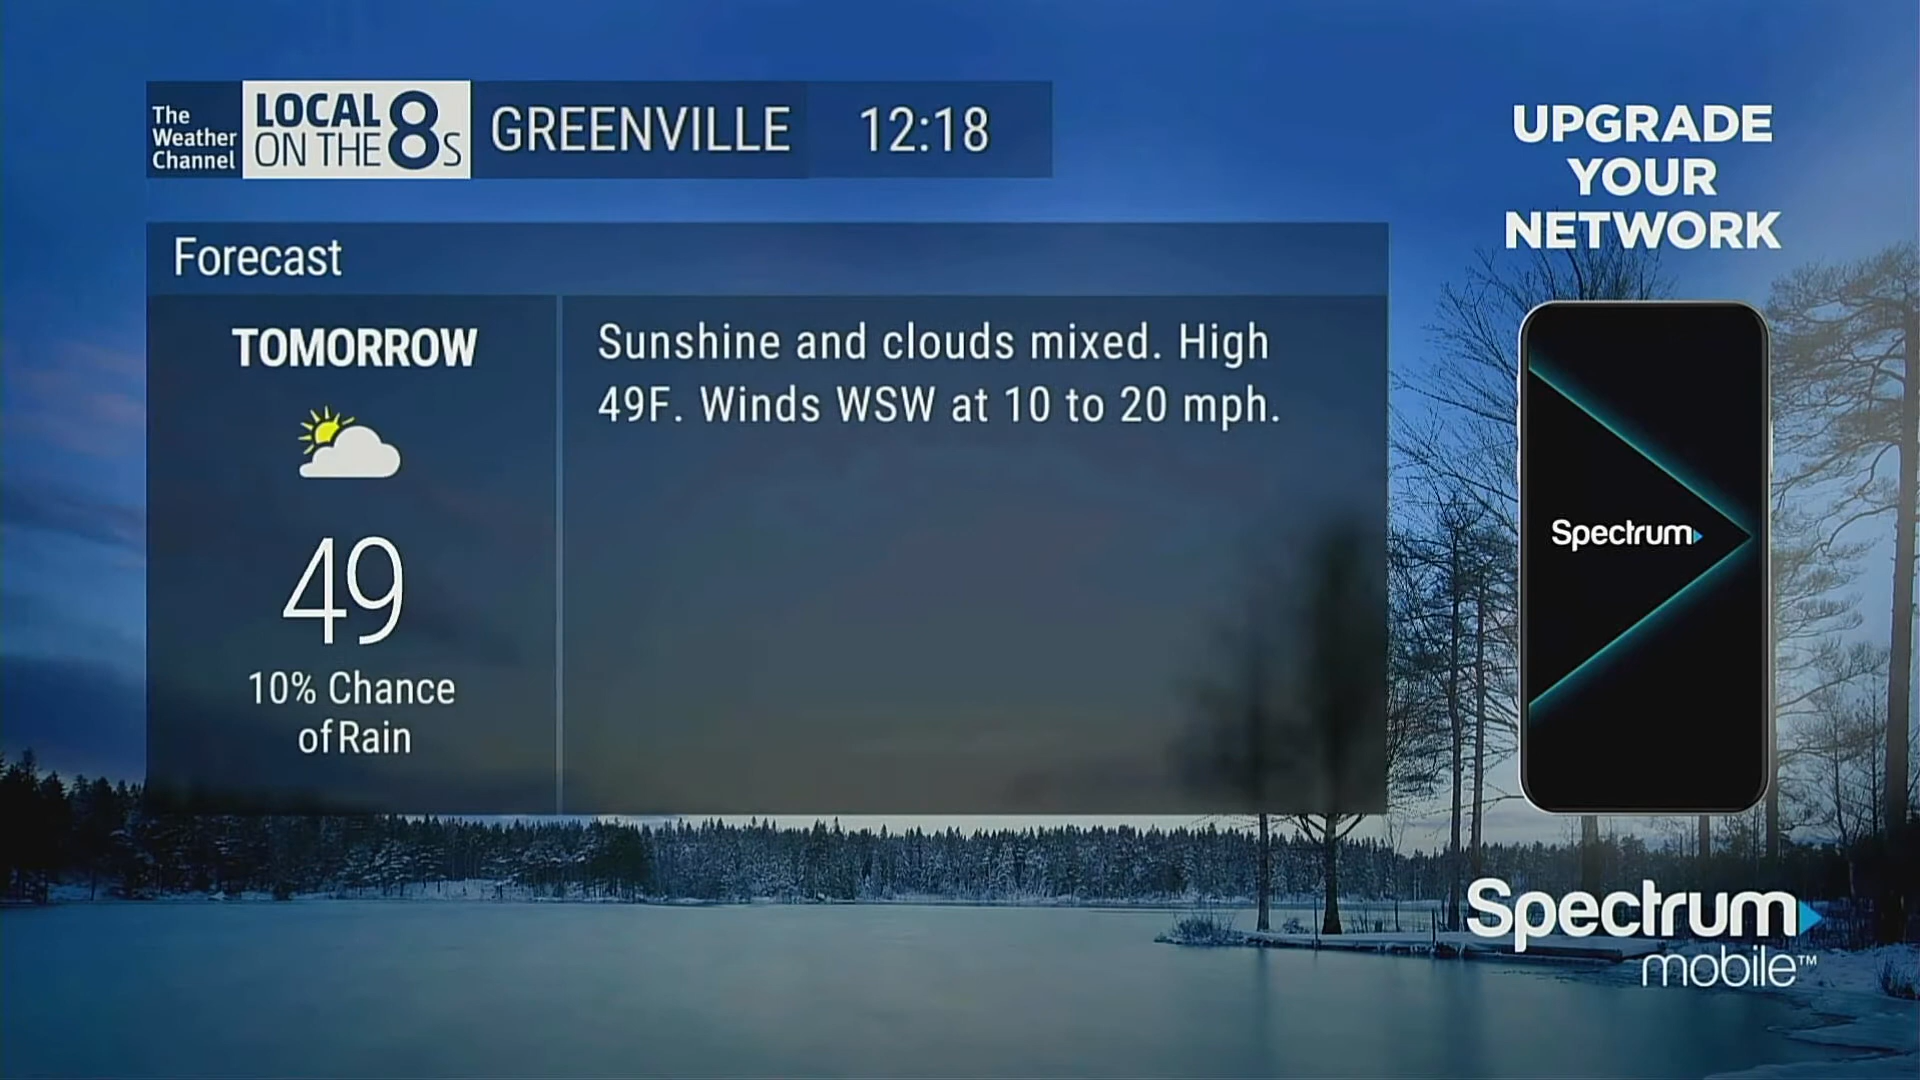 The
Weather
Channel
LOCAL
ON THE 8s
GREENVILLE
12:18
Forecast
TOMORROW
49
10% Chance
of Rain
Sunshine and clouds mixed. High
49F. Winds WSW at 10 to 20 mph.
UPGRADE
YOUR
NETWORK
Spectrum
Spectrum
mobile™